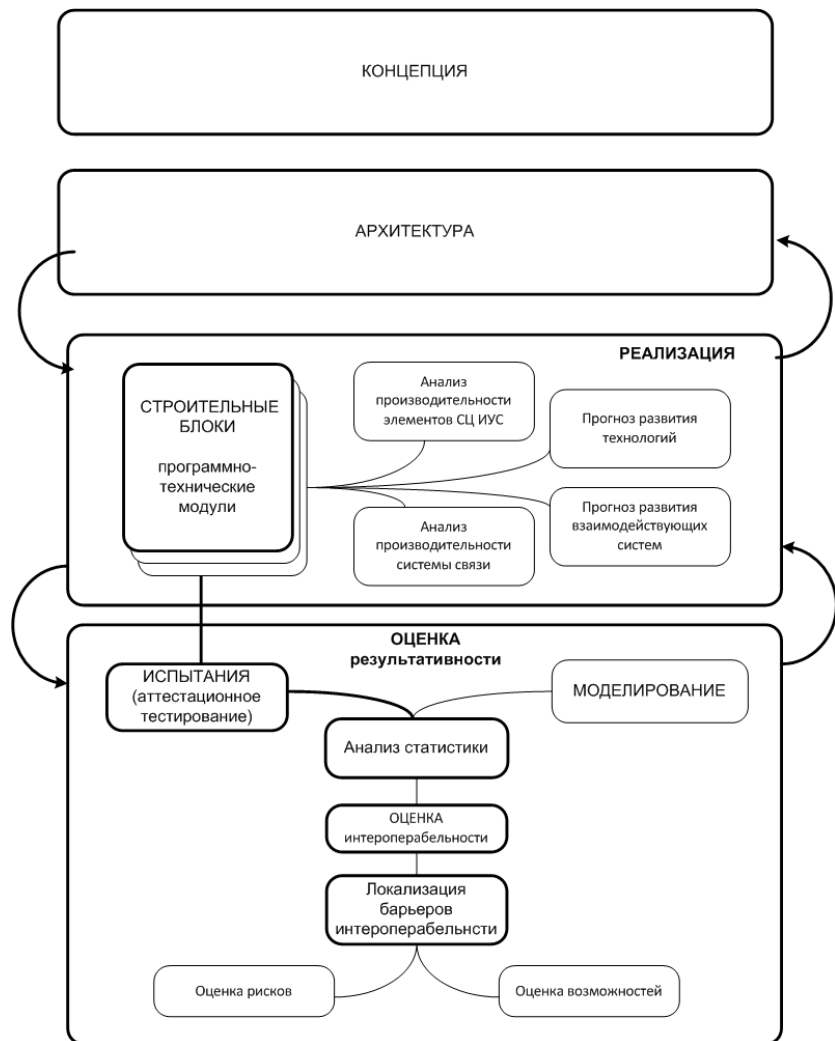 КОНЦЕПЦИЯ
АРХИТЕКТУРА
РЕАЛИЗАЦИЯ
СТРОИТЕЛЬНЫЕ
БЛОКИ
программно-
технические
модули
Анализ
производительности
элементов СЦ ИУС
Прогноз развития
технологий
Анализ
производительности
системы связи
Прогноз развития
взаимодействующих
систем
ОЦЕНКА
результативности
ИСПЫТАНИЯ
(аттестационное
тестирование)
МОДЕЛИРОВАНИЕ
Анализ статистики
ОЦЕНКА
интероперабельности
Локализация
барьеров
интероперабельнсти
Оценка рисков
Оценка возможностей